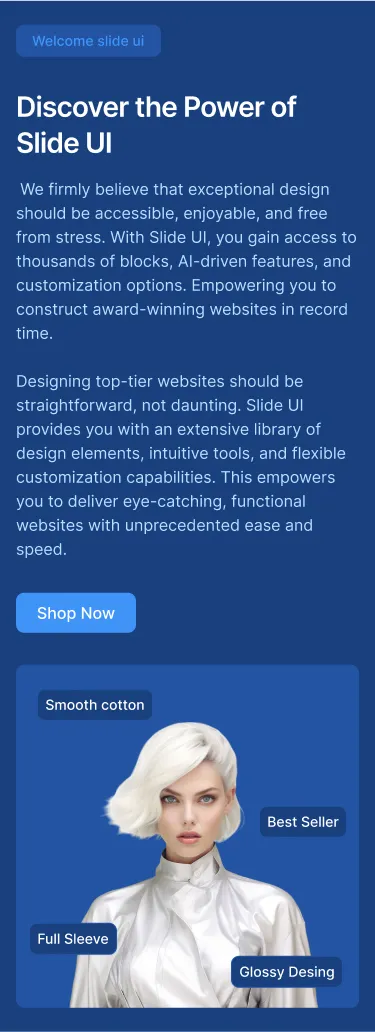 Welcome slide ui
Discover the Power of
Slide UI
We firmly believe that exceptional design
should be accessible, enjoyable, and free
from stress. With Slide UI, you gain access to
thousands of blocks, AI-driven features, and
customization options. Empowering you to
construct award-winning websites in record
time.
Designing top-tier websites should be
straightforward, not daunting. Slide UI
provides you with an extensive library of
design elements, intuitive tools, and flexible
customization capabilities. This empowers
you to deliver eye-catching, functional
websites with unprecedented ease and
speed.
Shop Now
Smooth cotton
Best Seller
Full Sleeve
Glossy Desing